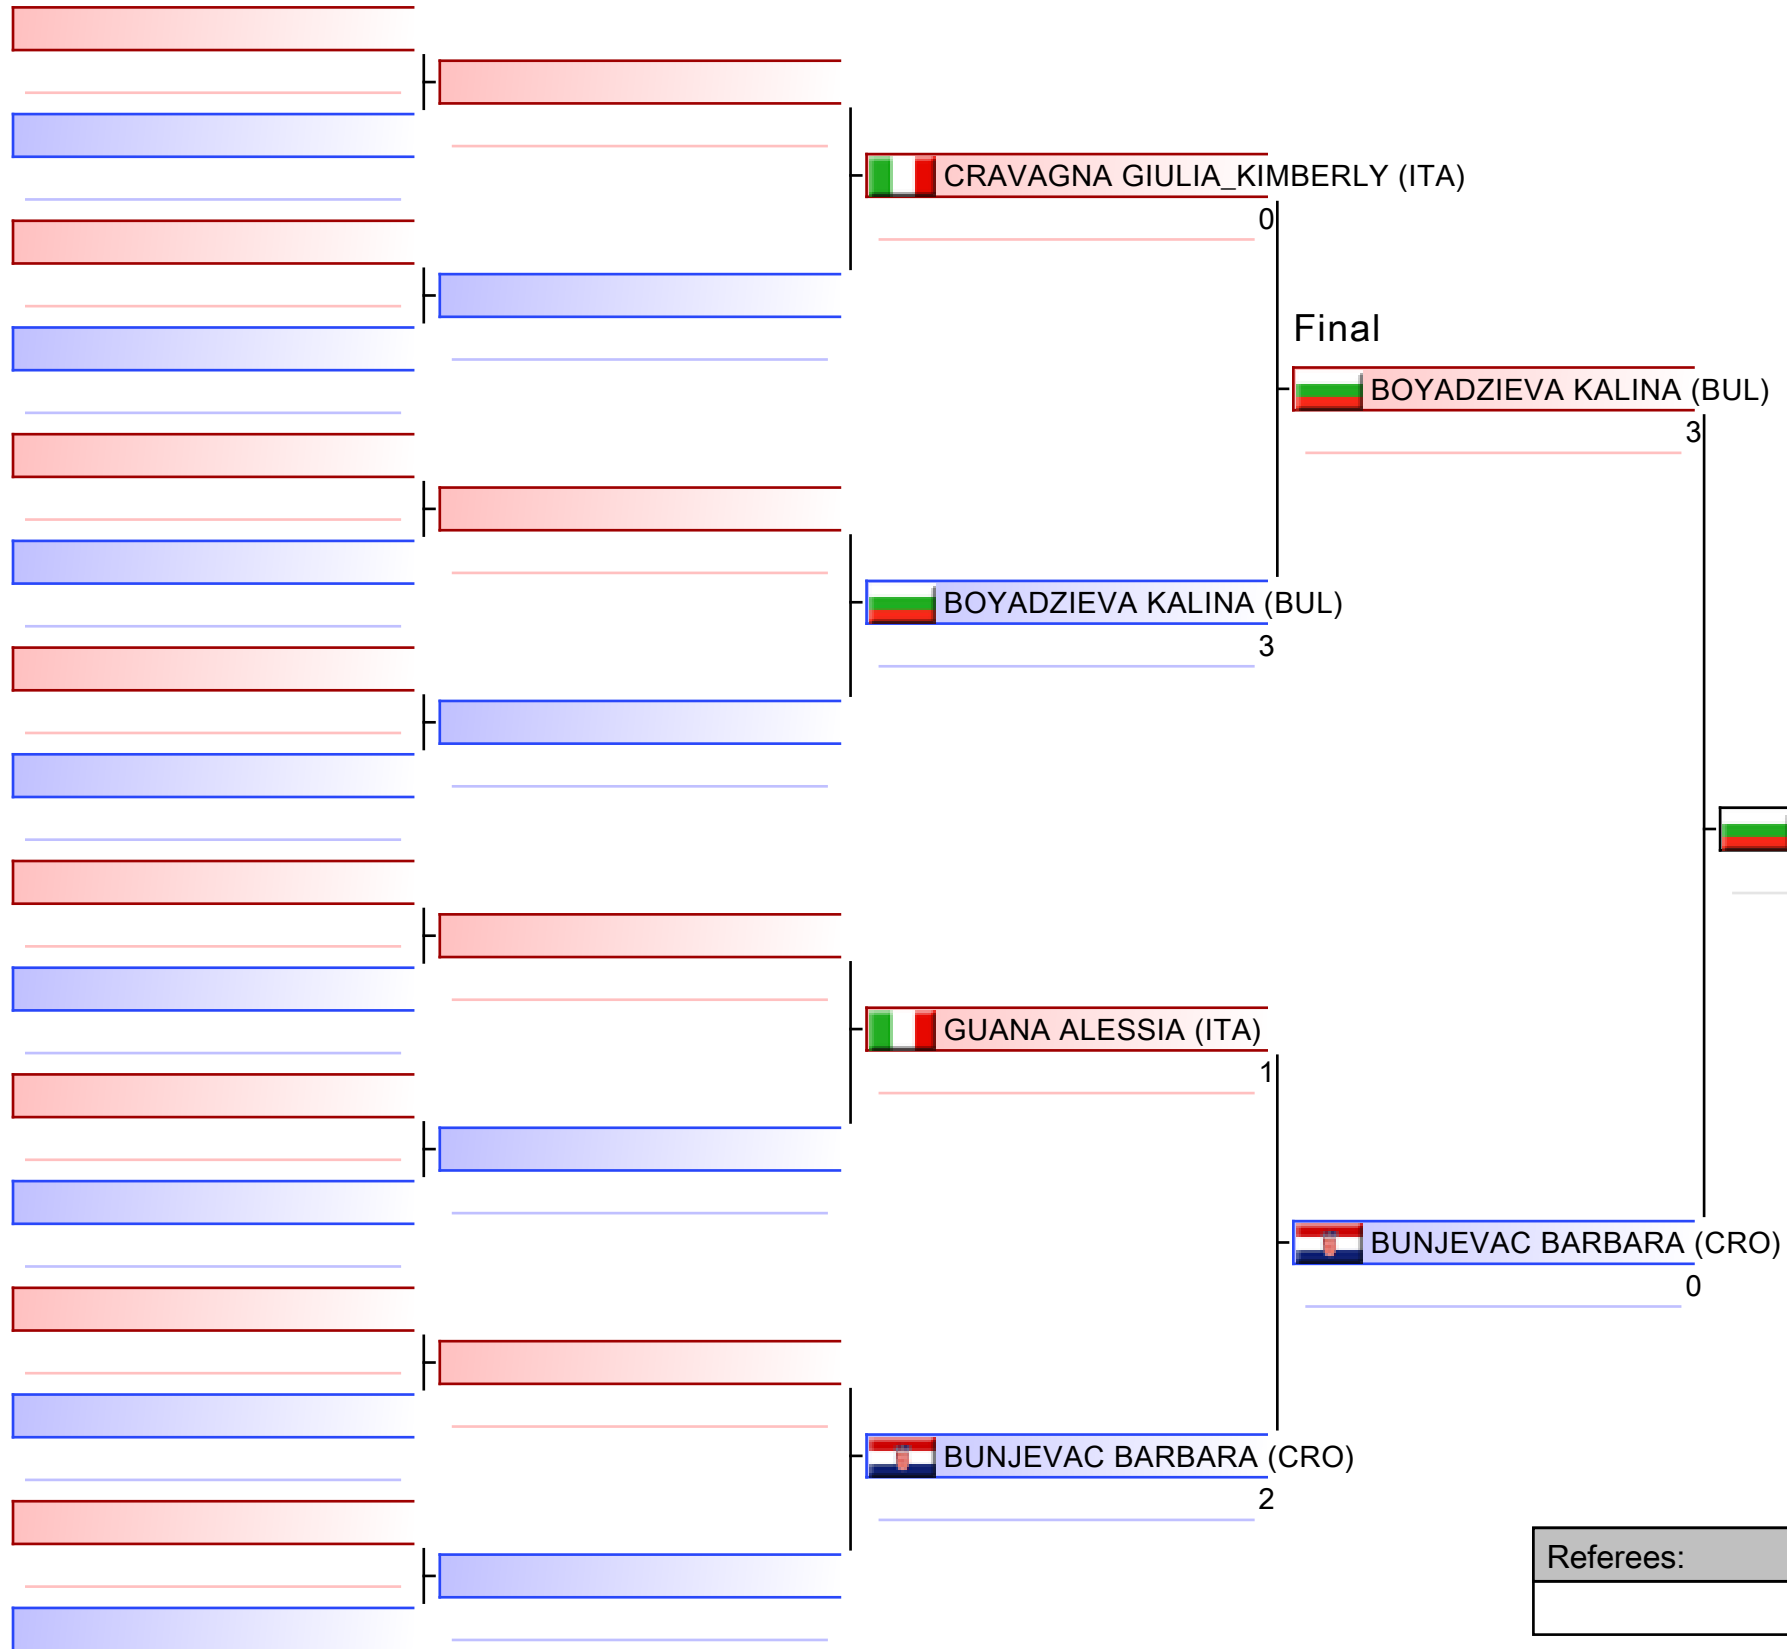 CRAVAGNA GIULIA_KIMBERLY (ITA)
0
Final
BOYADZIEVA KALINA (BUL)
3
BOYADZIEVA KALINA (BUL)
3
GUANA ALESSIA (ITA)
1
BUNJEVAC BARBARA (CRO)
0
BUNJEVAC BARBARA (CRO)
2
Referees: